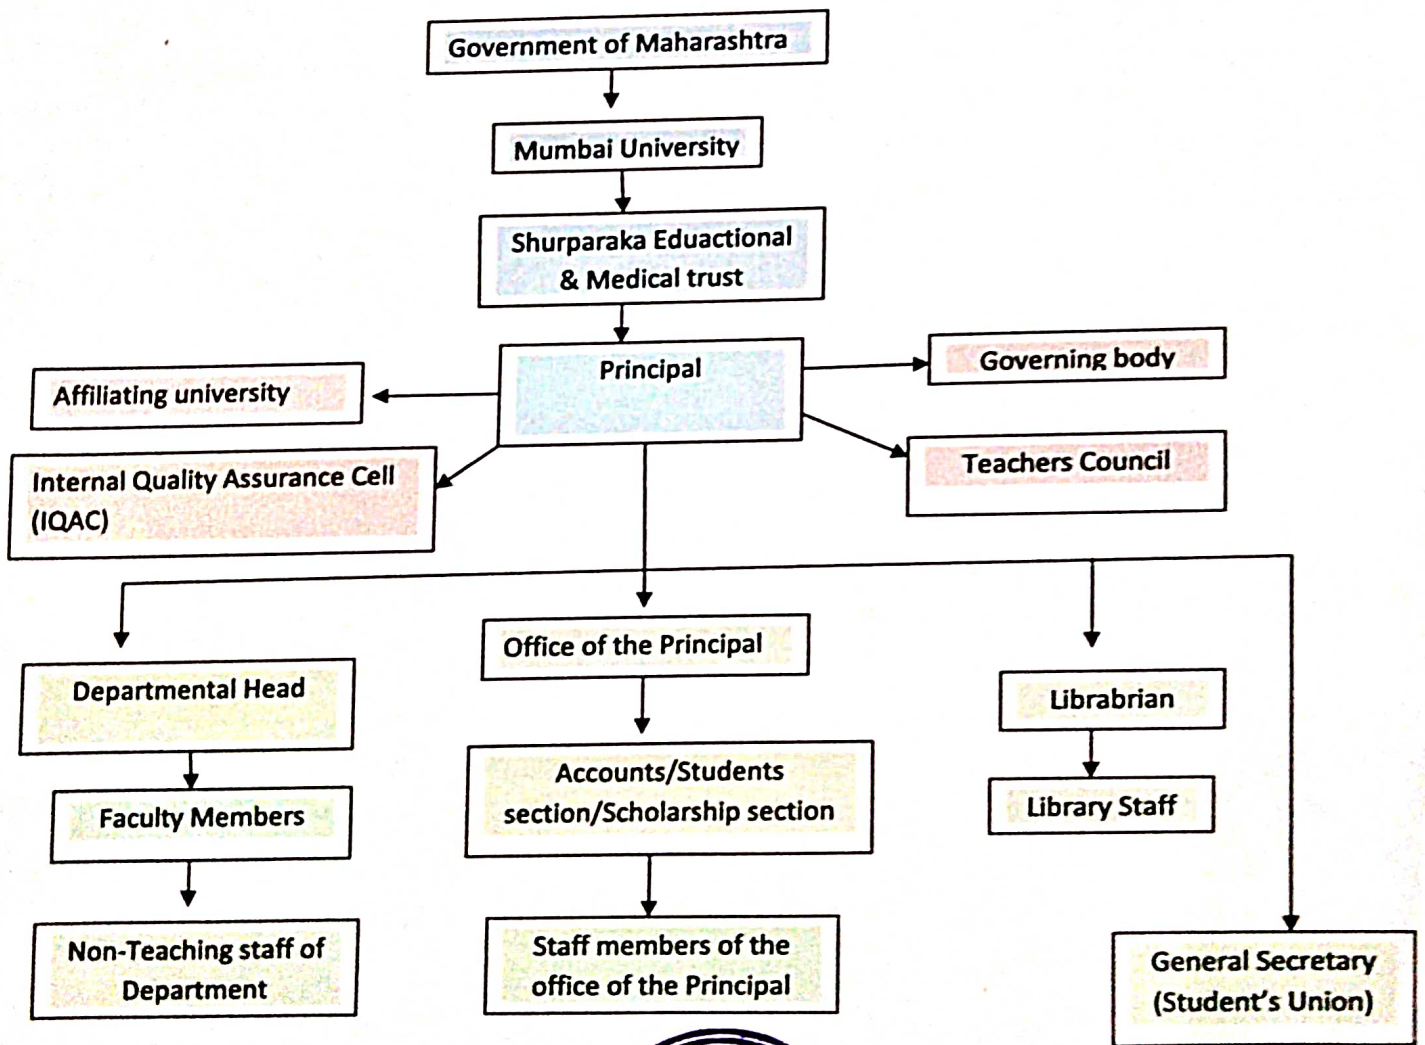 Government of Maharashtra
Mumbai University
Shurparaka Eduactional
& Medical trust
Principal
Governing body
Affiliating university
Teachers Council
Internal Quality Assurance Cell
(IQAC)
Office of the Principal
Departmental Head
Librabrian
Accounts/Students
section/Scholarship section
Faculty Members
Library Staff
Non-Teaching staff of
Department
Staff members of the
office of the Principal
General Secretary
(Student's Union)